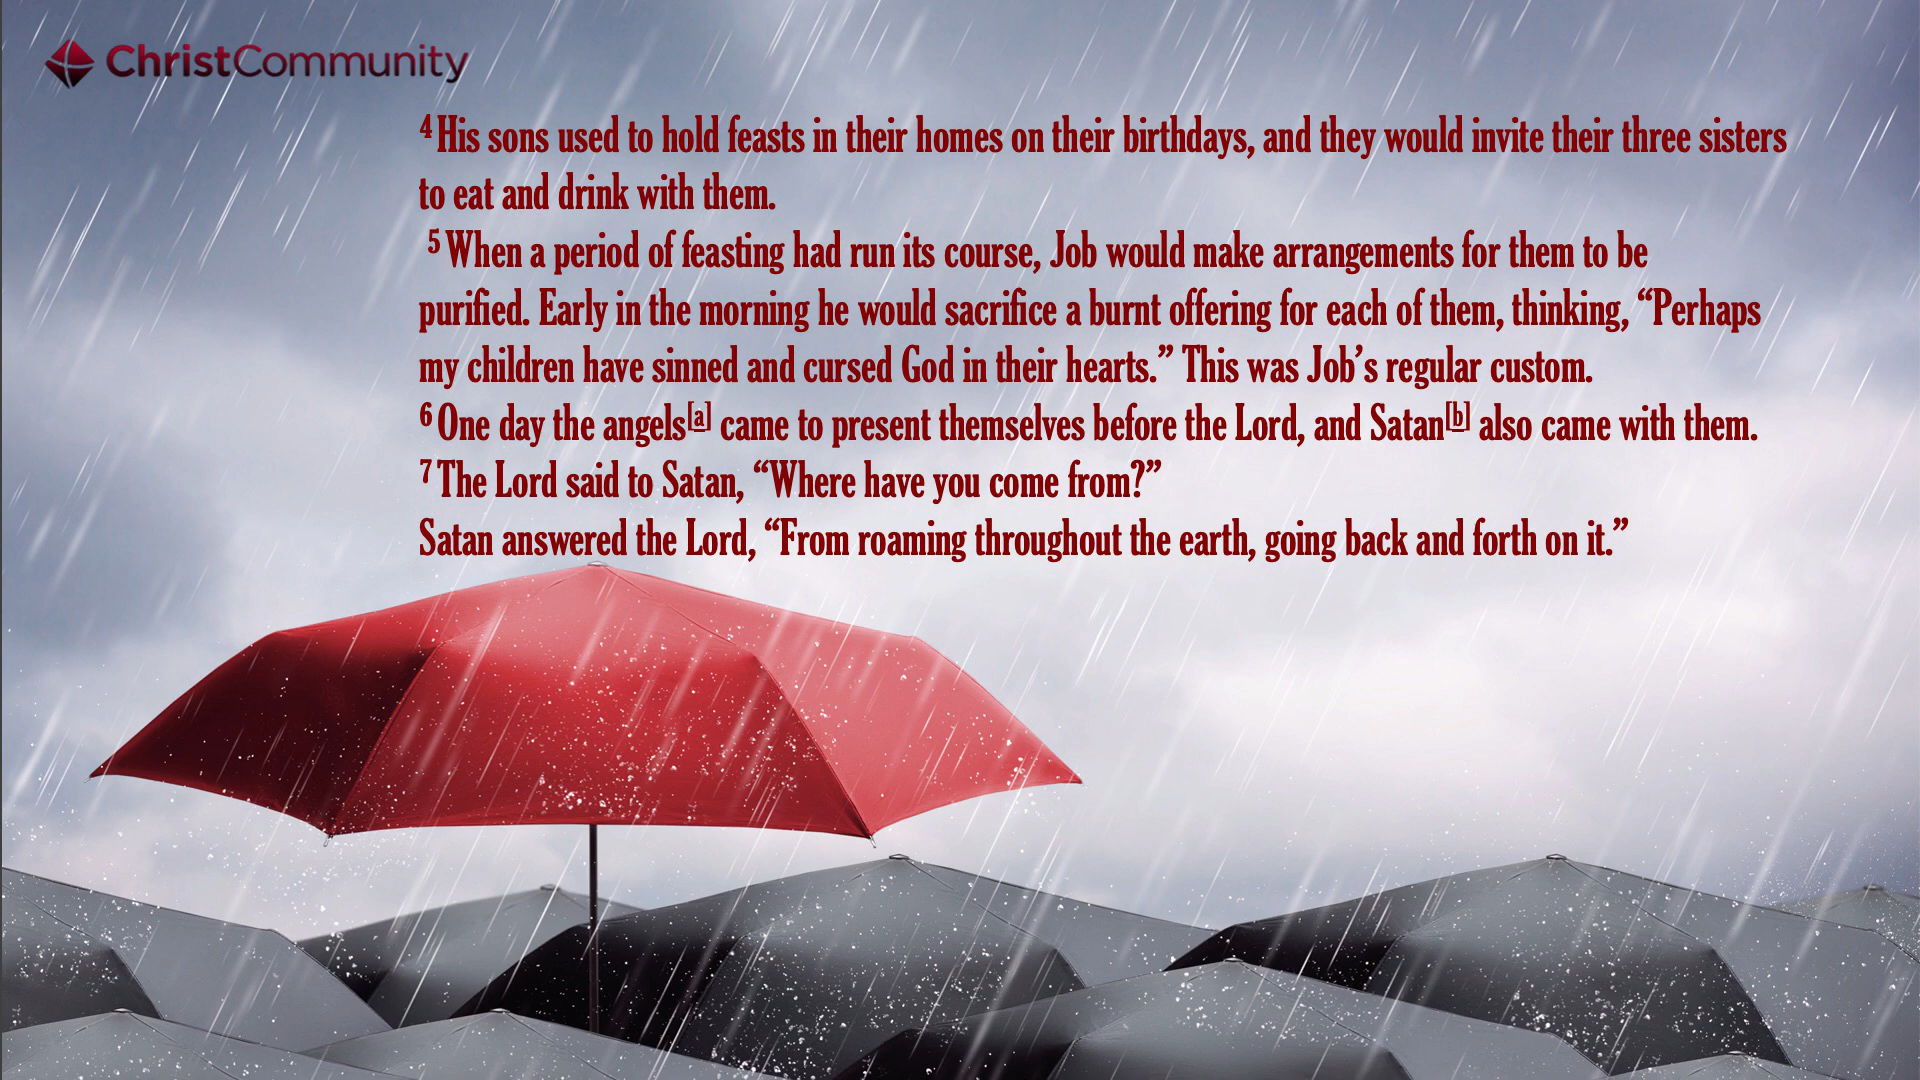 ChristCommunity
4 His sons used to hold feasts in their homes on their birthdays, and they would invite their three sisters
to eat and drink with them.
5 When a period of feasting had run its course, Job would make arrangements for them to be
purified. Early in the morning he would sacrifice a burnt offering for each of them, thinking, “Perhaps
my children have sinned and cursed God in their hearts.” This was Job’s regular custom.
6 One day the angels[a] came to present themselves before the Lord, and Satan[b] also came with them.
7 The Lord said to Satan, “Where have you come from?”
Satan answered the Lord, “From roaming throughout the earth, going back and forth on it.”